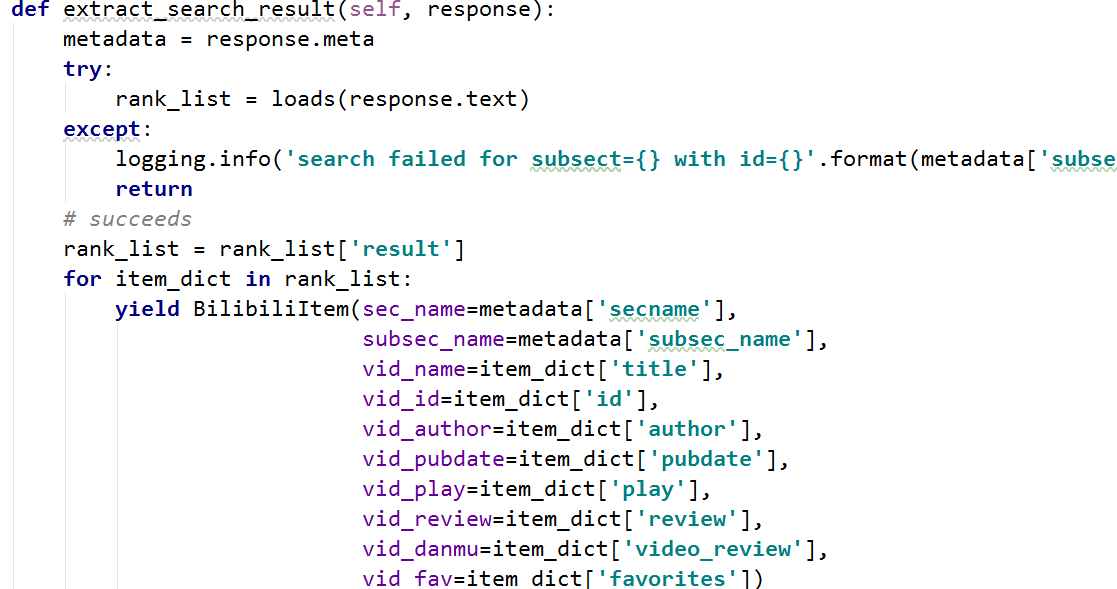 def extract_search_result(self, response):
    metadata = response.meta
    try:
        rank_list = loads(response.text)
    except:
        logging.info('search failed for subsect={} with id={}'.format(metadata['subse
        return
    # succeeds
    rank_list = rank_list['result']
    for item_dict in rank_list:
        yield BilibiliItem(sec_name=metadata['secname'],
                           subsec_name=metadata['subsec_name'],
                           vid_name=item_dict['title'],
                           vid_id=item_dict['id'],
                           vid_author=item_dict['author'],
                           vid_pubdate=item_dict['pubdate'],
                           vid_play=item_dict['play'],
                           vid_review=item_dict['review'],
                           vid_danmu=item_dict['video_review'],
                           vid_fav=item_dict['favorites'])